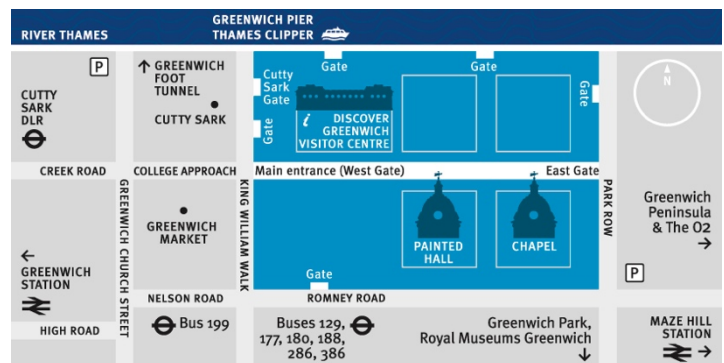 RIVER THAMES
GREENWICH PIER
THAMES CLIPPER
P
CUTTY
SARK
DLR
GREENWICH
FOOT
TUNNEL
CUTTY SARK
Gate
Gate
Cutty
Sark
Gate
Gate
Gate
i DISCOVER
GREENWICH
VISITOR CENTRE
N
CREEK ROAD
COLLEGE APPROACH
Main entrance (West Gate)
East Gate
GREENWICH CHURCH STREET
KING WILLIAM WALK
PARK ROW
GREENWICH
MARKET
PAINTED
HALL
CHAPEL
Greenwich
Peninsula
& The O2
GREENWICH
STATION
Gate
P
HIGH ROAD
NELSON ROAD
ROMNEY ROAD
Bus 199
Buses 129,
177, 180, 188,
286, 386
Greenwich Park,
Royal Museums Greenwich
MAZE HILL
STATION